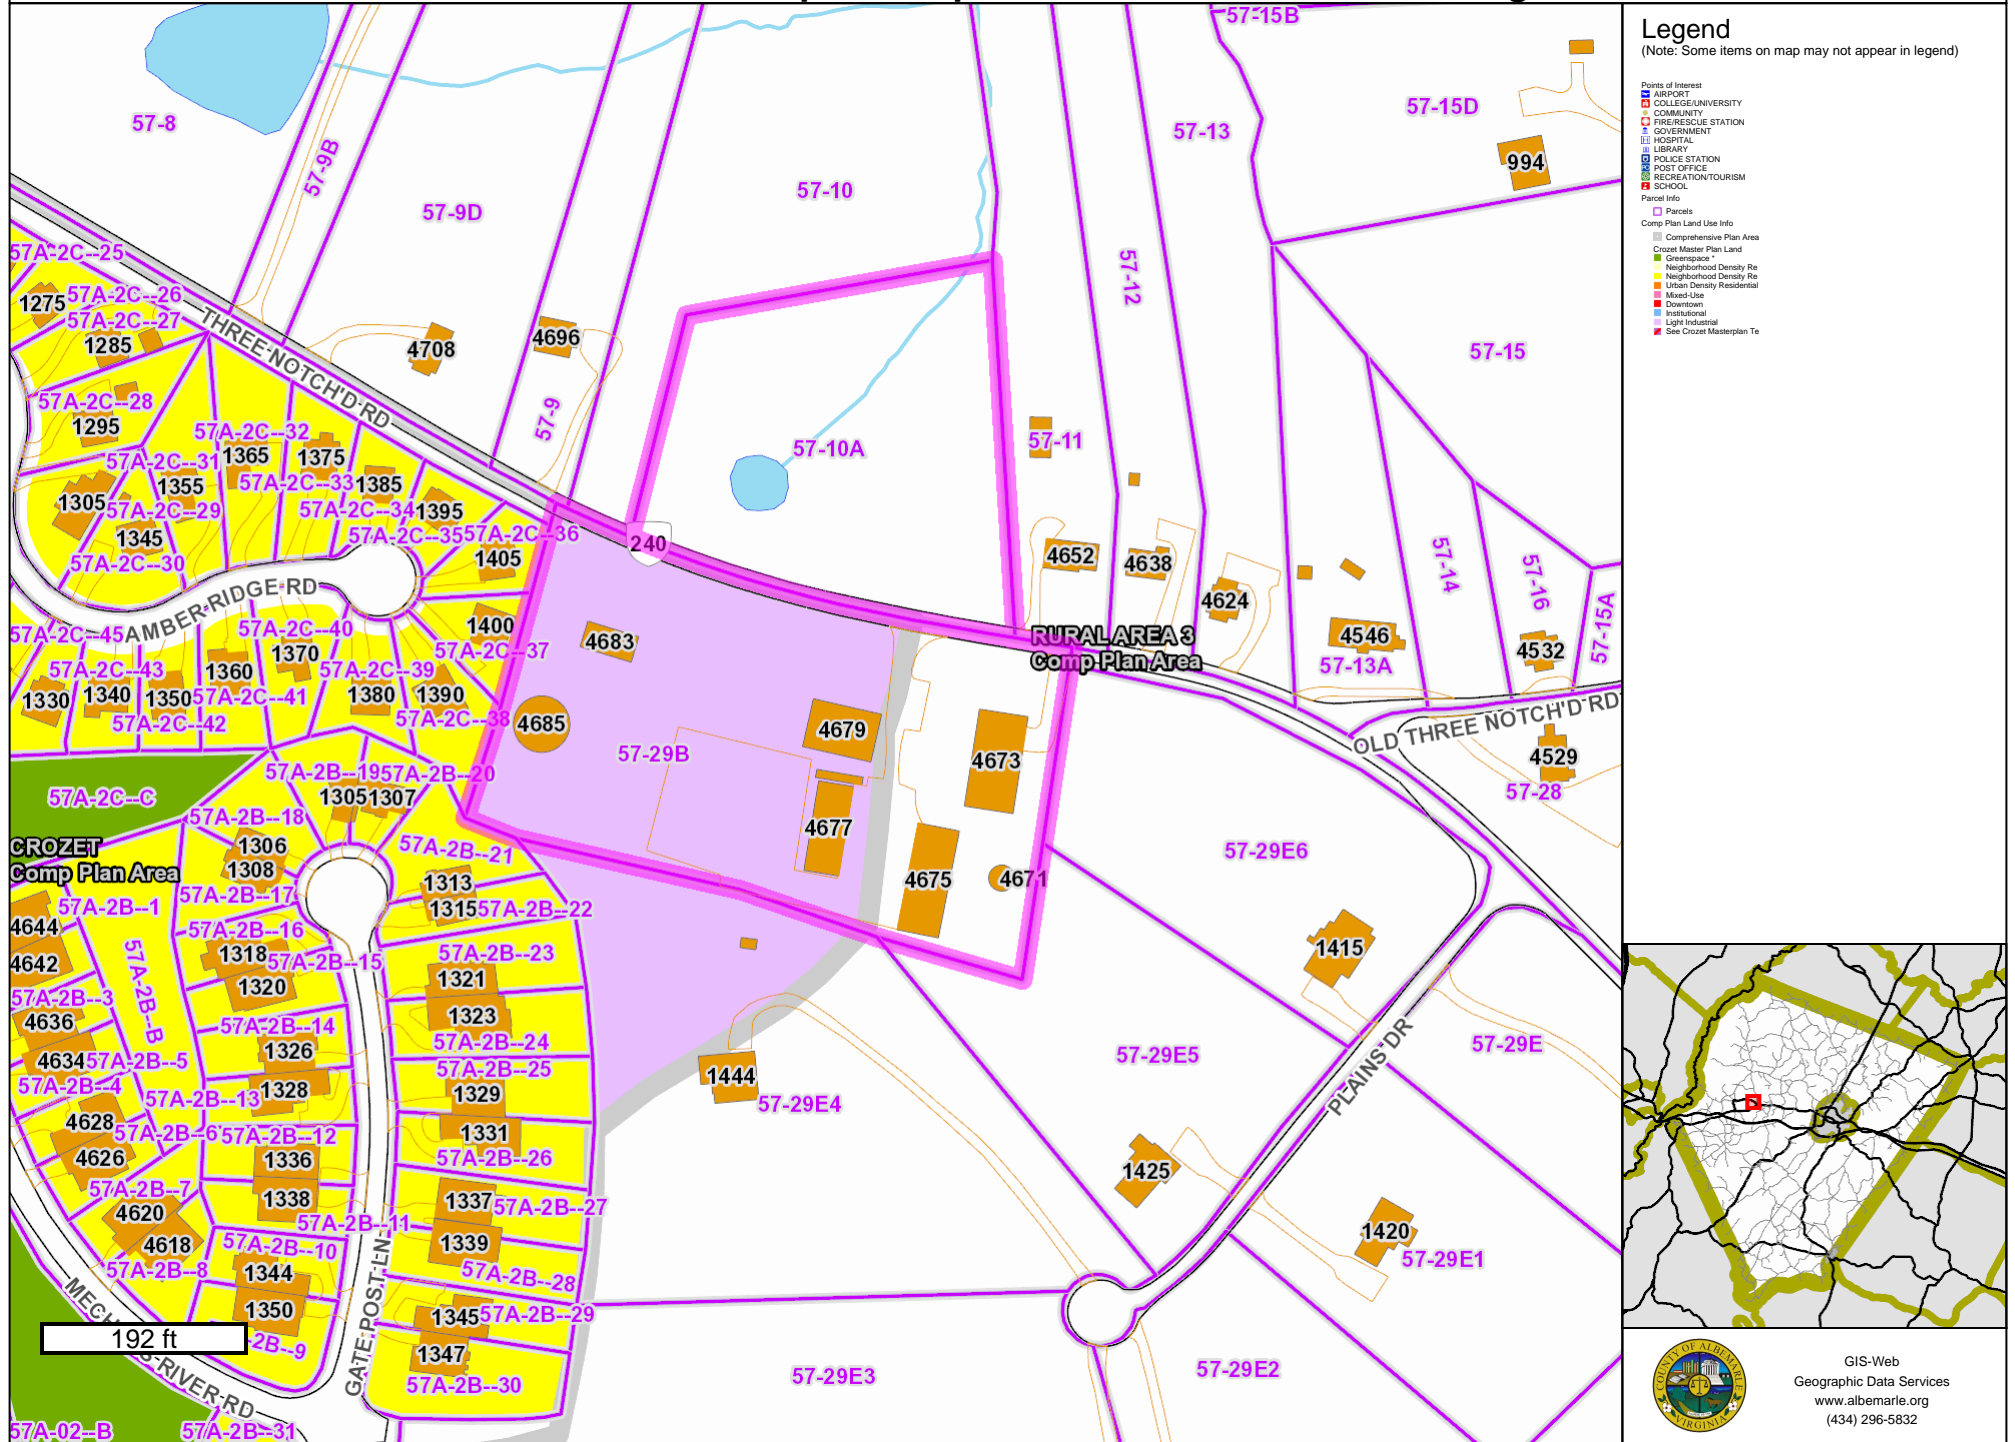 57-15B
57-8
57-9B
57-9D
57-10
57-13
57-15D
994
57A-2C--25
57A-2C--26
1275
57A-2C--27
1285
THREE NOTCH'D RD
4708
4696
57-12
57-15
57A-2C--28
1295
57-9
57-10A
57-11
57A-2C--32
57A-2C--31
1365
1375
1355
57A-2C--33
1385
1305
57A-2C--29
57A-2C--34
1395
1345
57A-2C--35
57A-2C--36
57A-2C--30
1405
240
4652
4638
4624
57-14
57-16
57-15A
AMBER RIDGE RD
57A-2C--45
57A-2C--40
1400
57A-2C--37
4683
RURAL AREA 3
Comp Plan Area
4546
57-13A
4532
57A-2C--43
1360
1370
57A-2C--39
1330
1340
1350
57A-2C--41
1380
1390
57A-2C--42
57A-2C--38
4685
4679
57-29B
4673
OLD THREE NOTCH'D RD
4529
57-28
57A-2C--C
57A-2B--19
57A-2B--20
1305
1307
57A-2B--18
4677
CROZET
Comp Plan Area
1306
1308
57A-2B--21
57-29E6
57A-2B--17
1313
4675
4671
57A-2B--1
1315
57A-2B--22
4644
57A-2B--16
4642
57A-2B--B
1318
57A-2B--15
57A-2B--23
1415
1320
1321
57A-2B--3
4636
57A-2B--14
1323
57A-2B--24
57-29E5
57-29E
4634
57A-2B--5
1326
57A-2B--25
1444
57A-2B--4
57A-2B--13
1328
1329
57-29E4
PLAINS DR
4628
57A-2B--6
57A-2B--12
1331
4626
1336
57A-2B--26
1425
57A-2B--7
1338
1337
57A-2B--27
4620
57A-2B--11
1420
4618
57A-2B--10
1339
57-29E1
57A-2B--8
1344
57A-2B--28
1350
GATE POST LN
1345
57A-2B--29
192 ft
2B--9
1347
57-29E3
57-29E2
57A-2B--30
S RIVER RD
57A-02--B
57A-2B--31
Legend
(Note: Some items on map may not appear in legend)
Points of Interest
AIRPORT
COLLEGE/UNIVERSITY
COMMUNITY
FIRE/RESCUE STATION
GOVERNMENT
HOSPITAL
LIBRARY
POLICE STATION
POST OFFICE
RECREATION/TOURISM
SCHOOL
Parcel Info
Parcels
Comp Plan Land Use Info
Comprehensive Plan Area
Crozet Master Plan Land
Greenspace *
Neighborhood Density Re
Neighborhood Density Re
Urban Density Residential
Mixed-Use
Downtown
Institutional
Light Industrial
See Crozet Masterplan Te
COUNTY OF ALBEMARLE
VIRGINIA
GIS-Web
Geographic Data Services
www.albemarle.org
(434) 296-5832